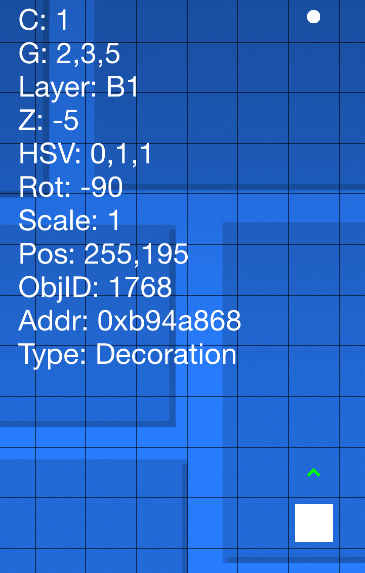 C: 1
G: 2,3,5
Layer: B1
Z: -5
HSV: 0,1,1
Rot: -90
Scale: 1
Pos: 255,195
ObjID: 1768
Addr: 0xb94a868
Type: Decoration